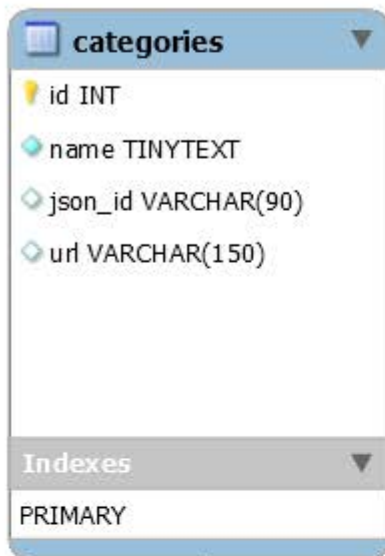 categories
id INT
name TINYTEXT
json_id VARCHAR(90)
url VARCHAR(150)
Indexes
PRIMARY